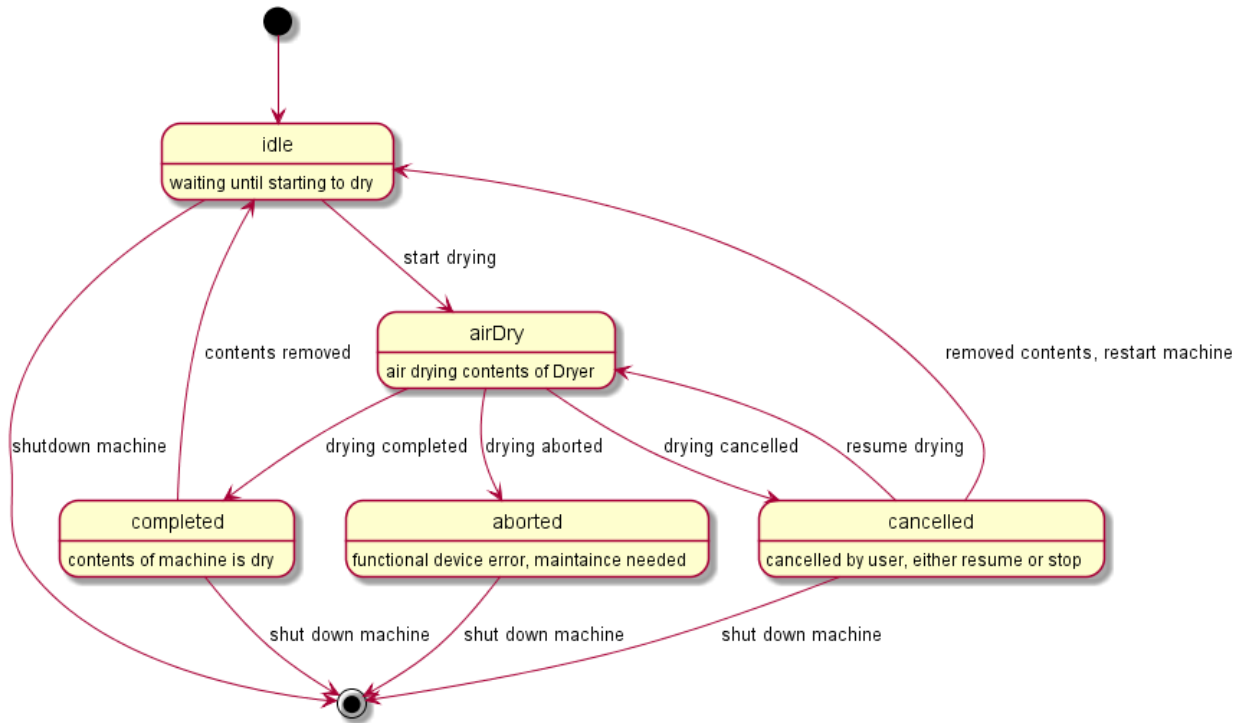 idle
waiting until starting to dry
start drying
airDry
air drying contents of Dryer
contents removed
removed contents, restart machine
shutdown machine
drying completed
drying aborted
drying cancelled
resume drying
completed
contents of machine is dry
aborted
functional device error, maintaince needed
cancelled
cancelled by user, either resume or stop
shut down machine
shut down machine
shut down machine